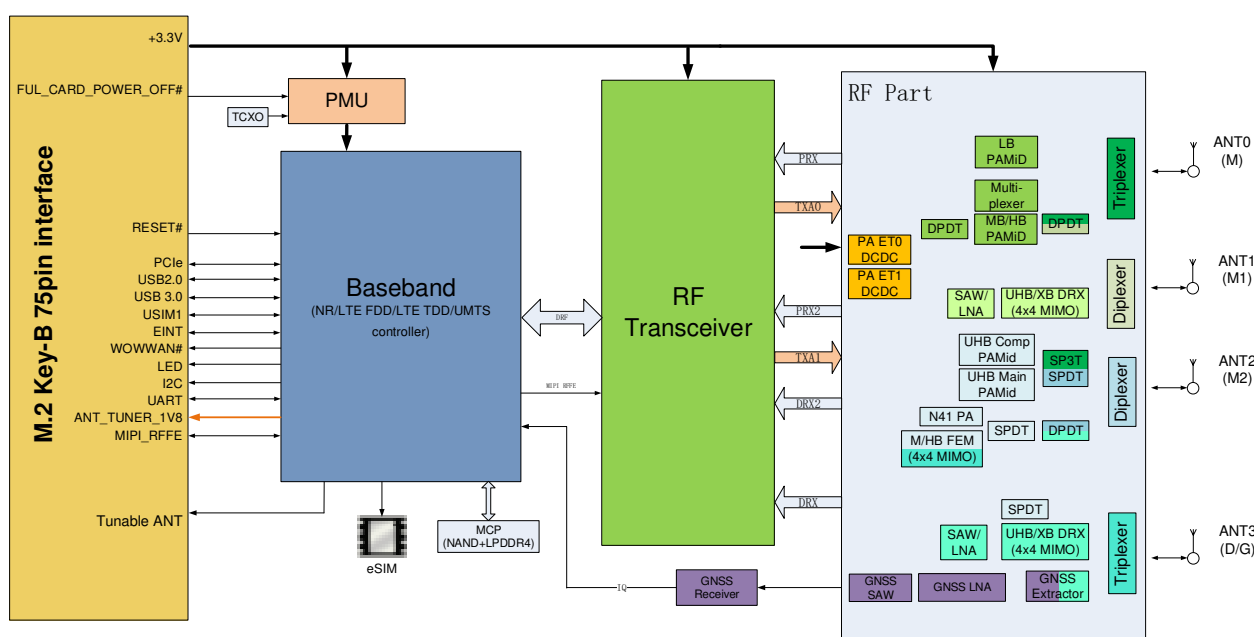 M.2 Key-B 75pin interface
+3.3V
FUL_CARD_POWER_OFF#
RESET#
PCIe
USB2.0
USB 3.0
USIM1
EINT
WOWWAN#
LED
I2C
UART
ANT_TUNER_1V8
MIPI_RFFE
Tunable ANT
PMU
TCXO
Baseband
(NR/LTE FDD/LTE TDD/UMTS
controller)
eSIM
MCP
(NAND+LPDDR4)
DRF
MIPI RFFE
IQ
RF
Transceiver
GNSS
Receiver
PRX
TXA0
PRX2
TXA1
DRX2
DRX
RF Part
LB
PAMiD
Multi-
plexer
DPDT
MB/HB
PAMiD
DPDT
PA ET0
DCDC
PA ET1
DCDC
SAW/
LNA
UHB/XB DRX
(4x4 MIMO)
UHB Comp
PAMid
UHB Main
PAMid
SP3T
SPDT
N41 PA
SPDT
DPDT
M/HB FEM
(4x4 MIMO)
SPDT
SAW/
LNA
UHB/XB DRX
(4x4 MIMO)
GNSS
SAW
GNSS LNA
GNSS
Extractor
Triplexer
Diplexer
Diplexer
Triplexer
ANT0
(M)
ANT1
(M1)
ANT2
(M2)
ANT3
(D/G)